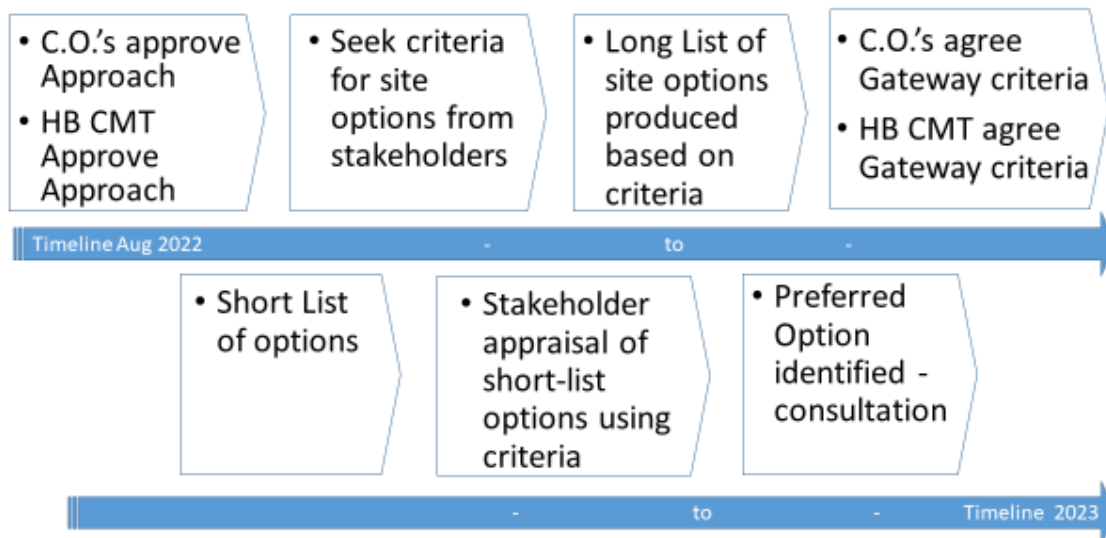 • C.O.'s approve
Approach
• HB CMT
Approve
Approach
• Seek criteria
for site
options from
stakeholders
• Long List of
site options
produced
based on
criteria
• C.O.'s agree
Gateway criteria
• HB CMT agree
Gateway criteria
Timeline Aug 2022 - to -
• Short List
of options
• Stakeholder
appraisal of
short-list
options using
criteria
• Preferred
Option
identified -
consultation
- to - Timeline 2023